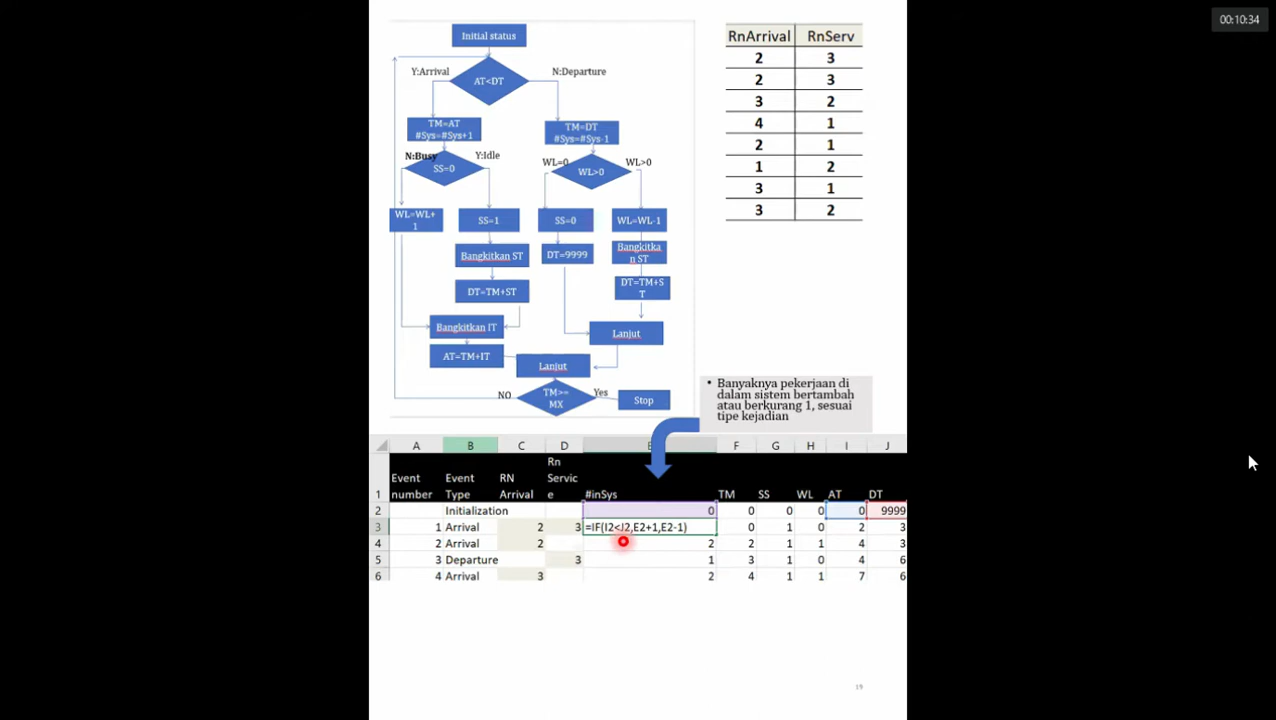 00:10:34
Initial status
Y:Arrival
AT<DT
N:Departure
TM=AT
#Sys=#Sys+1
TM=DT
#Sys=#Sys-1
N:Busy
SS=0
Y:Idle
WL=0
WL>0
WL>0
WL=WL+
1
SS=1
SS=0
WL=WL-1
Bangkitkan ST
DT=9999
Bangkitka
n ST
DT=TM+ST
DT=TM+S
T
Bangkitkan IT
Lanjut
AT=TM+IT
Lanjut
NO
TM>=
MX
Yes
Stop
RnArrival RnServ
2 3
2 3
3 2
4 1
2 1
1 2
3 1
3 2
• Banyaknya pekerjaan di
dalam sistem bertambah
atau berkurang 1, sesuai
tipe kejadian
A B C D E F G H I J
1 Event number Event Type RN Arrival Rn Servic e #inSys TM SS WL AT DT
2 Initialization 0 0 0 0 0 9999
3 1 Arrival 2 3 =IF(I2<J2,E2+1,E2-1) 0 1 0 2 3
4 2 Arrival 2 2 2 1 1 4 3
5 3 Departure 3 1 3 1 0 4 6
6 4 Arrival 3 2 4 1 1 7 6
19